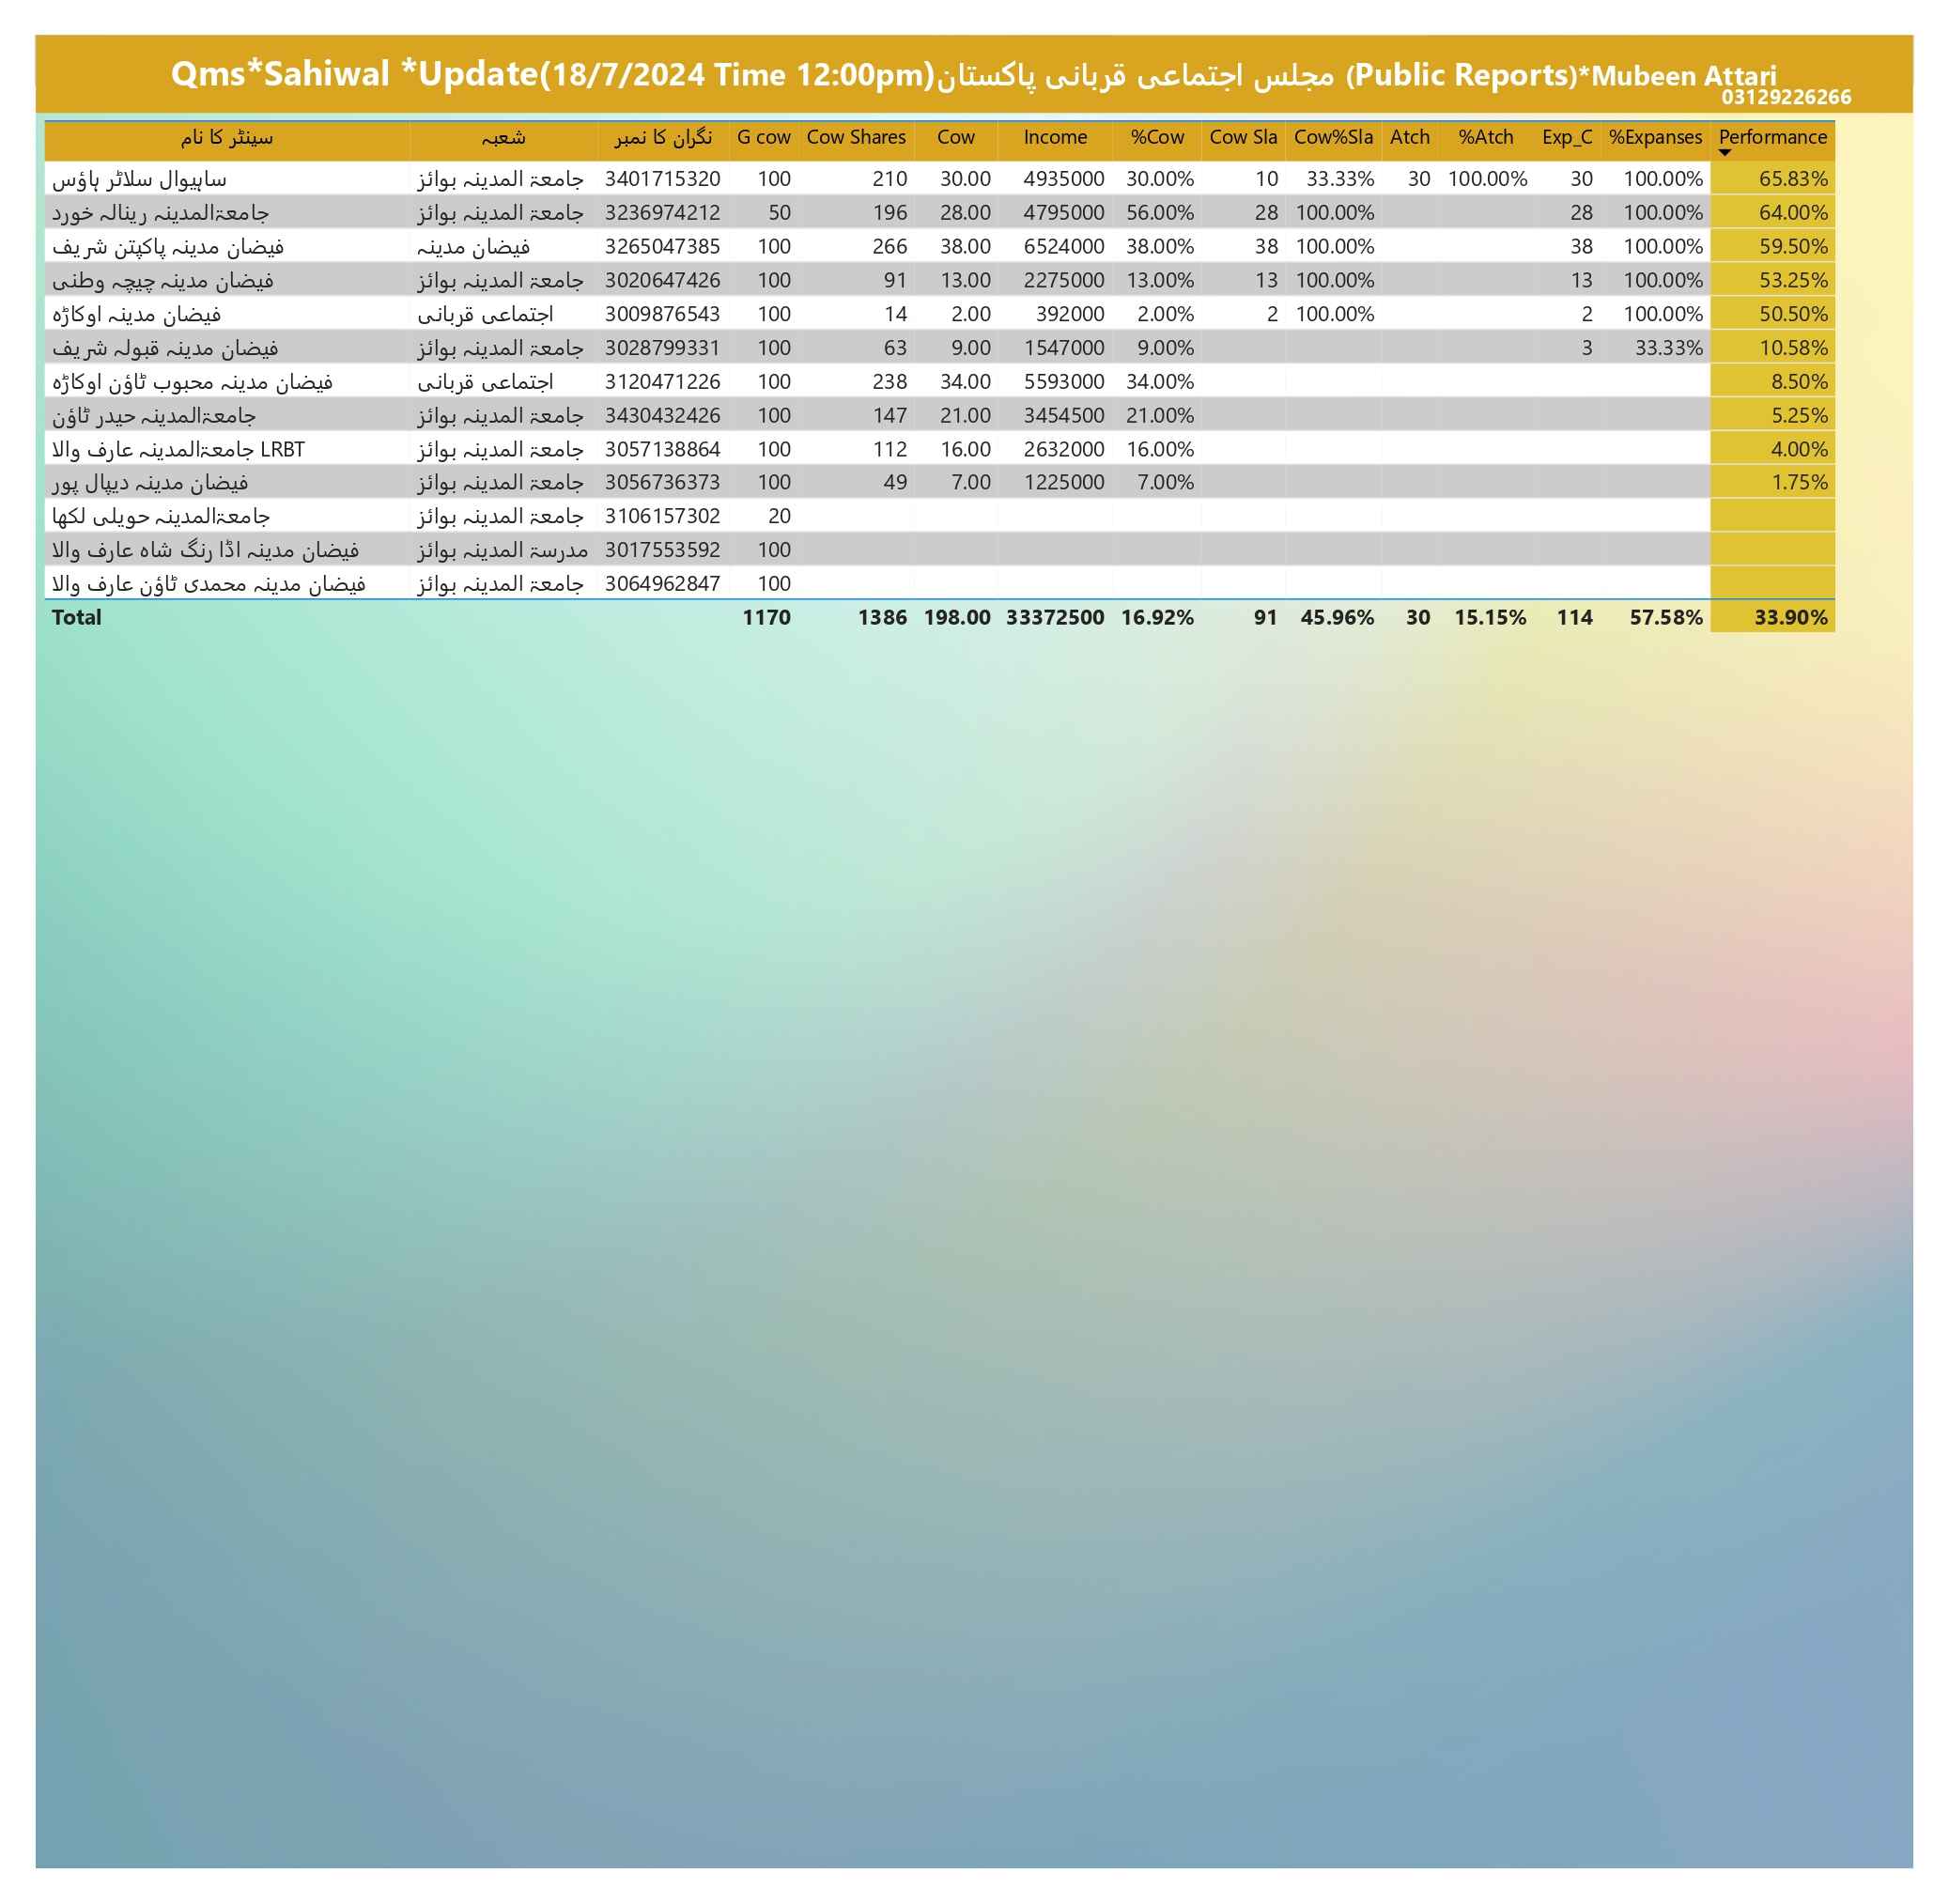 Qms*Sahiwal *Update(18/7/2024 Time 12:00pm)مجلس اجتماعی قربانی پاکستان (Public Reports)*Mubeen Attari
03129226266
سینٹر کا نام شعبہ نگران کا نمبر G cow Cow Shares Cow Income %Cow Cow Sla Cow%Sla Atch %Atch Exp_C %Expanses Performance
ساہیوال سلاٹر ہاؤس جامعۃ المدینہ بوائز 3401715320 100 210 30.00 4935000 30.00% 10 33.33% 30 100.00% 30 100.00% 65.83%
جامعۃالمدینہ رینالہ خورد جامعۃ المدینہ بوائز 3236974212 50 196 28.00 4795000 56.00% 28 100.00% 28 100.00% 64.00%
فیضان مدینہ پاکپتن شریف فیضان مدینہ 3265047385 100 266 38.00 6524000 38.00% 38 100.00% 38 100.00% 59.50%
فیضان مدینہ چیچہ وطنی جامعۃ المدینہ بوائز 3020647426 100 91 13.00 2275000 13.00% 13 100.00% 13 100.00% 53.25%
فیضان مدینہ اوکاڑہ اجتماعی قربانی 3009876543 100 14 2.00 392000 2.00% 2 100.00% 2 100.00% 50.50%
فیضان مدینہ قبولہ شریف جامعۃ المدینہ بوائز 3028799331 100 63 9.00 1547000 9.00% 3 33.33% 10.58%
فیضان مدینہ محبوب ٹاؤن اوکاڑہ اجتماعی قربانی 3120471226 100 238 34.00 5593000 34.00% 8.50%
جامعۃالمدینہ حیدر ٹاؤن جامعۃ المدینہ بوائز 3430432426 100 147 21.00 3454500 21.00% 5.25%
جامعۃالمدینہ عارف والا LRBT جامعۃ المدینہ بوائز 3057138864 100 112 16.00 2632000 16.00% 4.00%
فیضان مدینہ دیپال پور جامعۃ المدینہ بوائز 3056736373 100 49 7.00 1225000 7.00% 1.75%
جامعۃالمدینہ حویلی لکھا جامعۃ المدینہ بوائز 3106157302 20
فیضان مدینہ اڈا رنگ شاہ عارف والا مدرسۃ المدینہ بوائز 3017553592 100
فیضان مدینہ محمدی ٹاؤن عارف والا جامعۃ المدینہ بوائز 3064962847 100
Total 1170 1386 198.00 33372500 16.92% 91 45.96% 30 15.15% 114 57.58% 33.90%